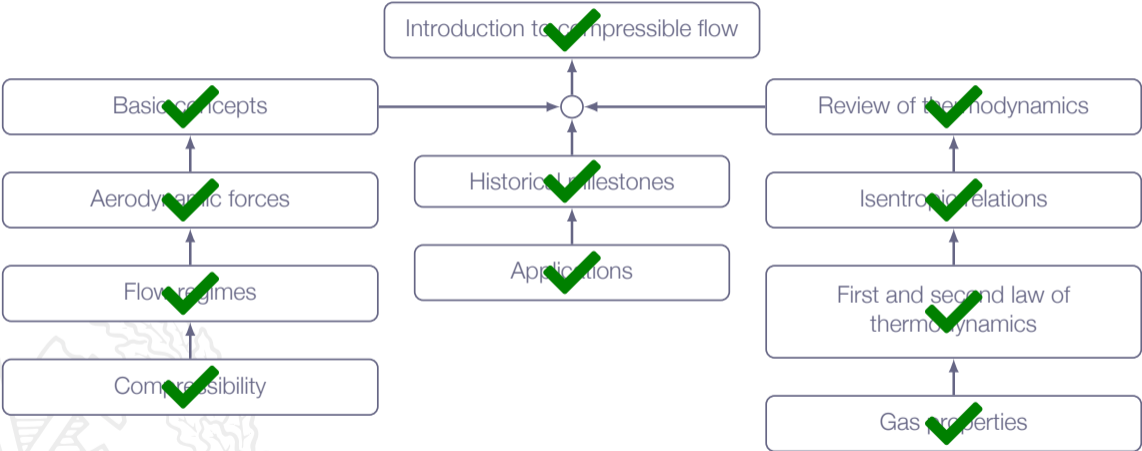 Introduction to compressible flow
Basic concepts
Review of thermodynamics
Historical milestones
Aerodynamic forces
Isentropic relations
Applications
Flow regimes
First and second law of
thermodynamics
Compressibility
Gas properties